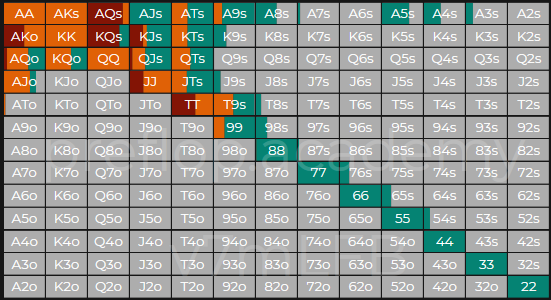 AA AKs AQs AJs ATs A9s A8s A7s A6s A5s A4s A3s A2s
AKo KK KQs KJs KTs K9s K8s K7s K6s K5s K4s K3s K2s
AQo KQo QQ QJs QTs Q9s Q8s Q7s Q6s Q5s Q4s Q3s Q2s
AJo KJo QJo JJ JTs J9s J8s J7s J6s J5s J4s J3s J2s
ATo KTo QTo JTo TT T9s T8s T7s T6s T5s T4s T3s T2s
A9o K9o Q9o J9o T9o 99 98s 97s 96s 95s 94s 93s 92s
A8o K8o Q8o J8o T8o 98o 88 87s 86s 85s 84s 83s 82s
preflop.academy
A7o K7o Q7o J7o T7o 97o 87o 77 76s 75s 74s 73s 72s
A6o K6o Q6o J6o T6o 96o 86o 76o 66 65s 64s 63s 62s
A5o K5o Q5o J5o T5o 95o 85o 75o 65o 55 54s 53s 52s
A4o K4o Q4o J4o T4o 94o 84o 74o 64o 54o 44 43s 42s
A3o K3o Q3o J3o T3o 93o 83o 73o 63o 53o 43o 33 32s
A2o K2o Q2o J2o T2o 92o 82o 72o 62o 52o 42o 32o 22